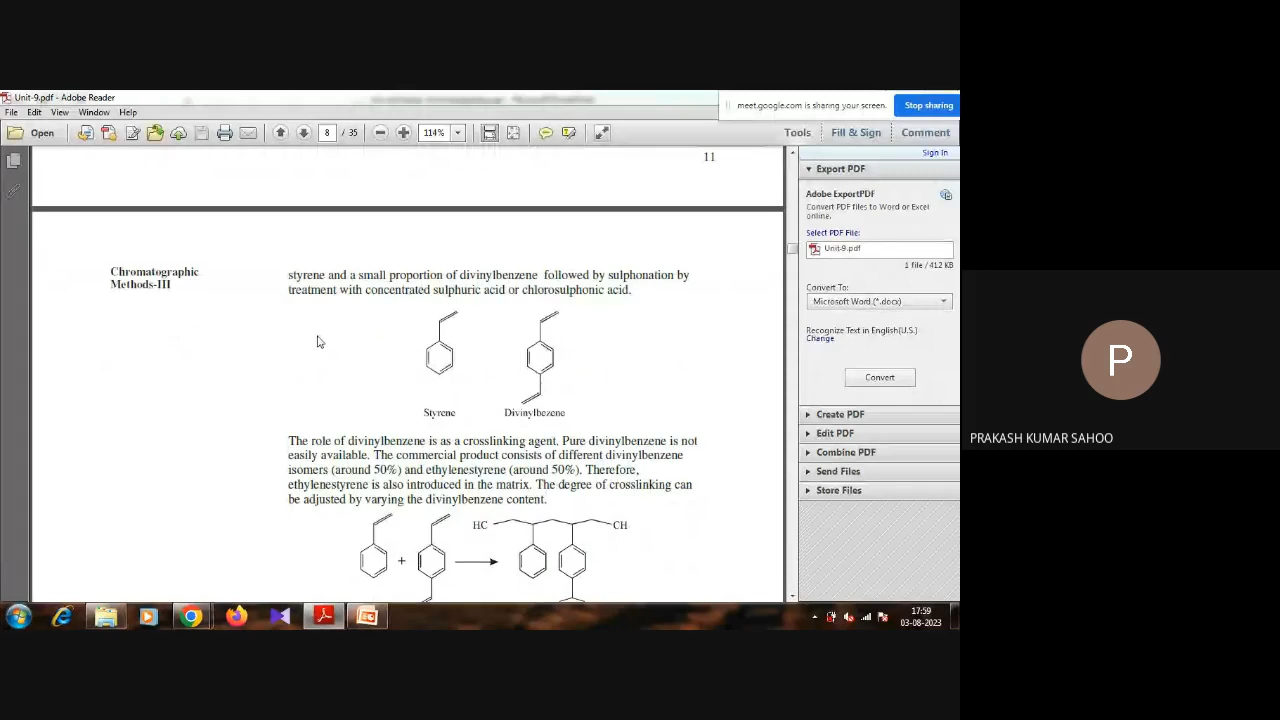 Unit-9.pdf - Adobe Reader
File Edit View Window Help
meet.google.com is sharing your screen.
Stop sharing
Open
8 / 35
114%
Tools Fill & Sign Comment
Sign In
11
Export PDF
Adobe ExportPDF
Convert PDF files to Word or Excel
online.
Select PDF File:
Unit-9.pdf
1 file / 412 KB
Convert To:
Microsoft Word (*.docx)
Recognize Text in English(U.S.)
Change
Convert
Create PDF
Edit PDF
Combine PDF
Send Files
Store Files
Chromatographic
Methods-III
styrene and a small proportion of divinylbenzene followed by sulphonation by
treatment with concentrated sulphuric acid or chlorosulphonic acid.
Styrene
Divinylbezene
The role of divinylbenzene is as a crosslinking agent. Pure divinylbenzene is not
easily available. The commercial product consists of different divinylbenzene
isomers (around 50%) and ethylenestyrene (around 50%). Therefore,
ethylenestyrene is also introduced in the matrix. The degree of crosslinking can
be adjusted by varying the divinylbenzene content.
HC
CH
+
17:59
03-08-2023
P
PRAKASH KUMAR SAHOO